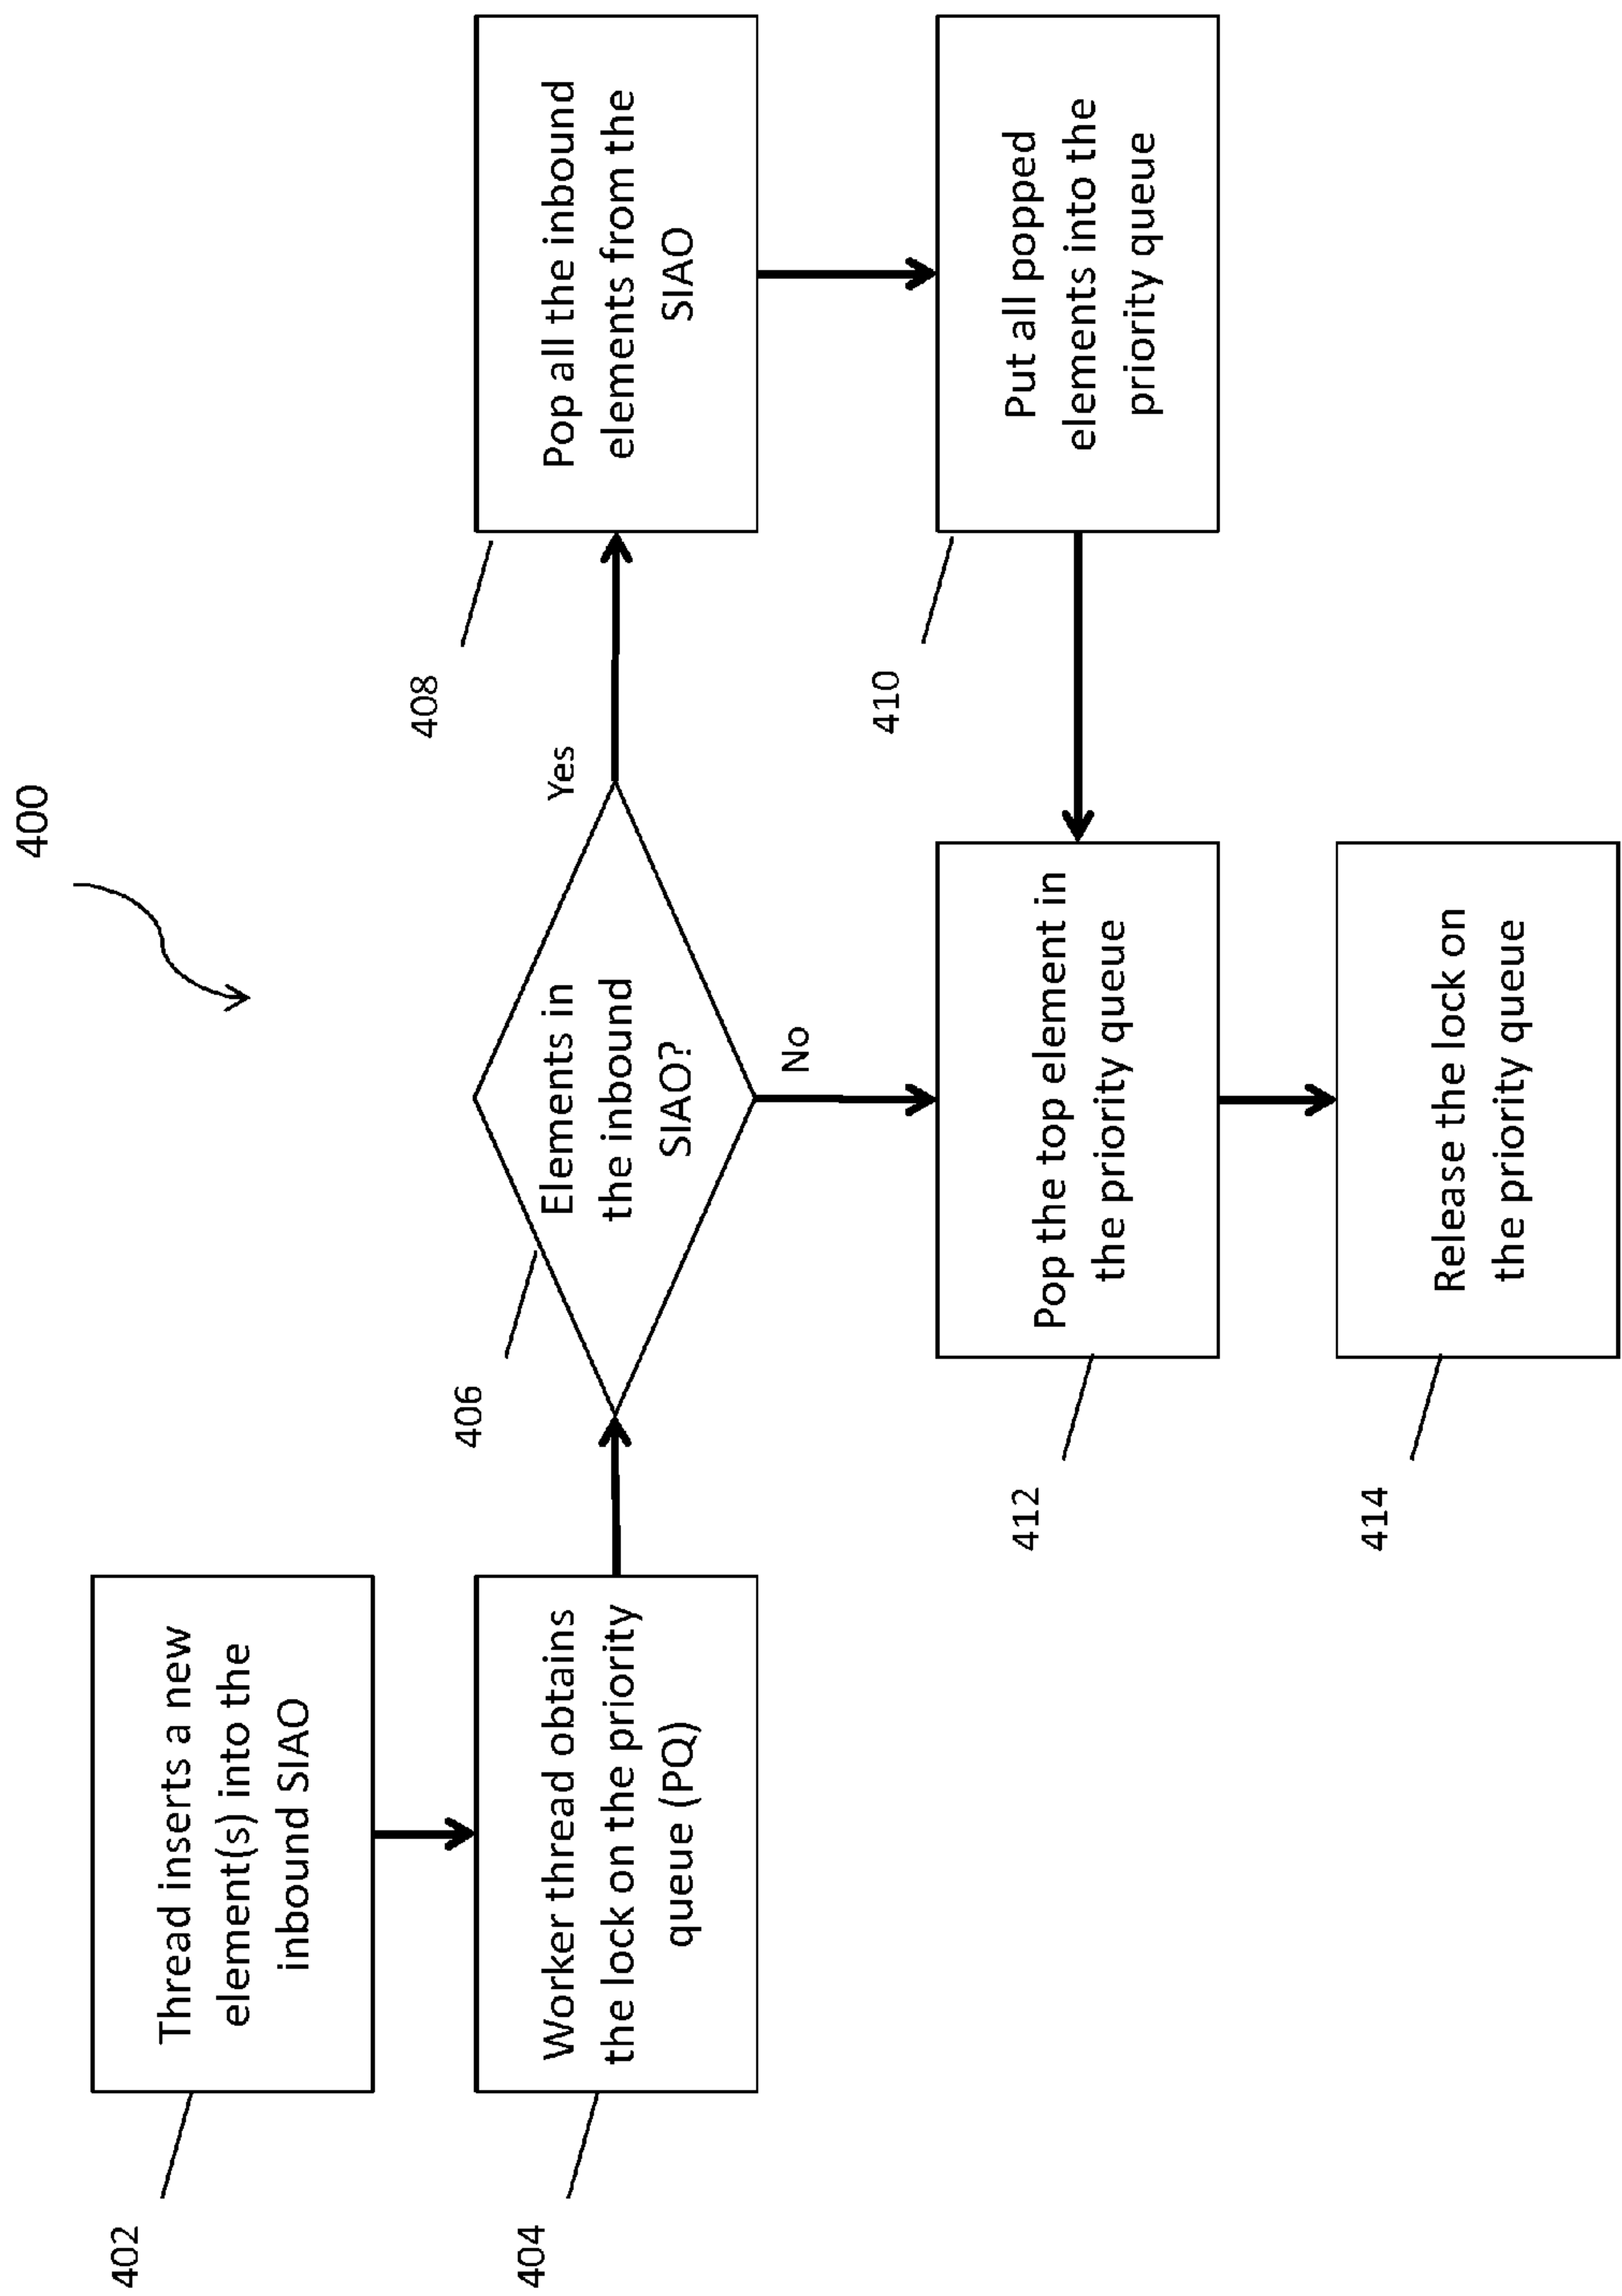 400
402
Thread inserts a new
element(s) into the
inbound SIAO
404
Worker thread obtains
the lock on the priority
queue (PQ)
406
Elements in
the inbound
SIAO?
Yes
No
408
Pop all the inbound
elements from the
SIAO
410
Put all popped
elements into the
priority queue
412
Pop the top element in
the priority queue
414
Release the lock on
the priority queue